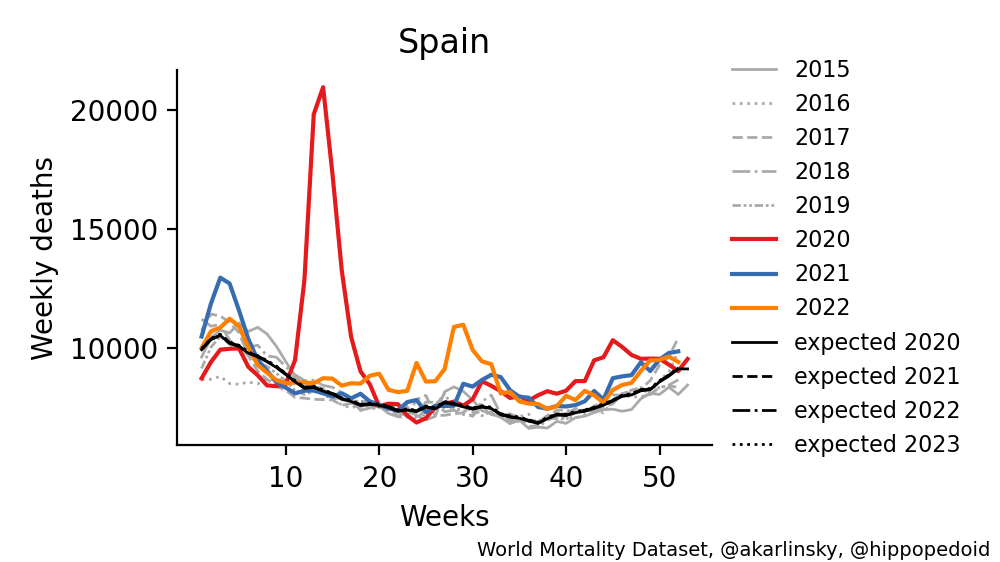 Spain
Weekly deaths
20000
15000
10000
10 20 30 40 50
Weeks
2015
2016
2017
2018
2019
2020
2021
2022
expected 2020
expected 2021
expected 2022
expected 2023
World Mortality Dataset, @akarlinsky, @hippopedoid